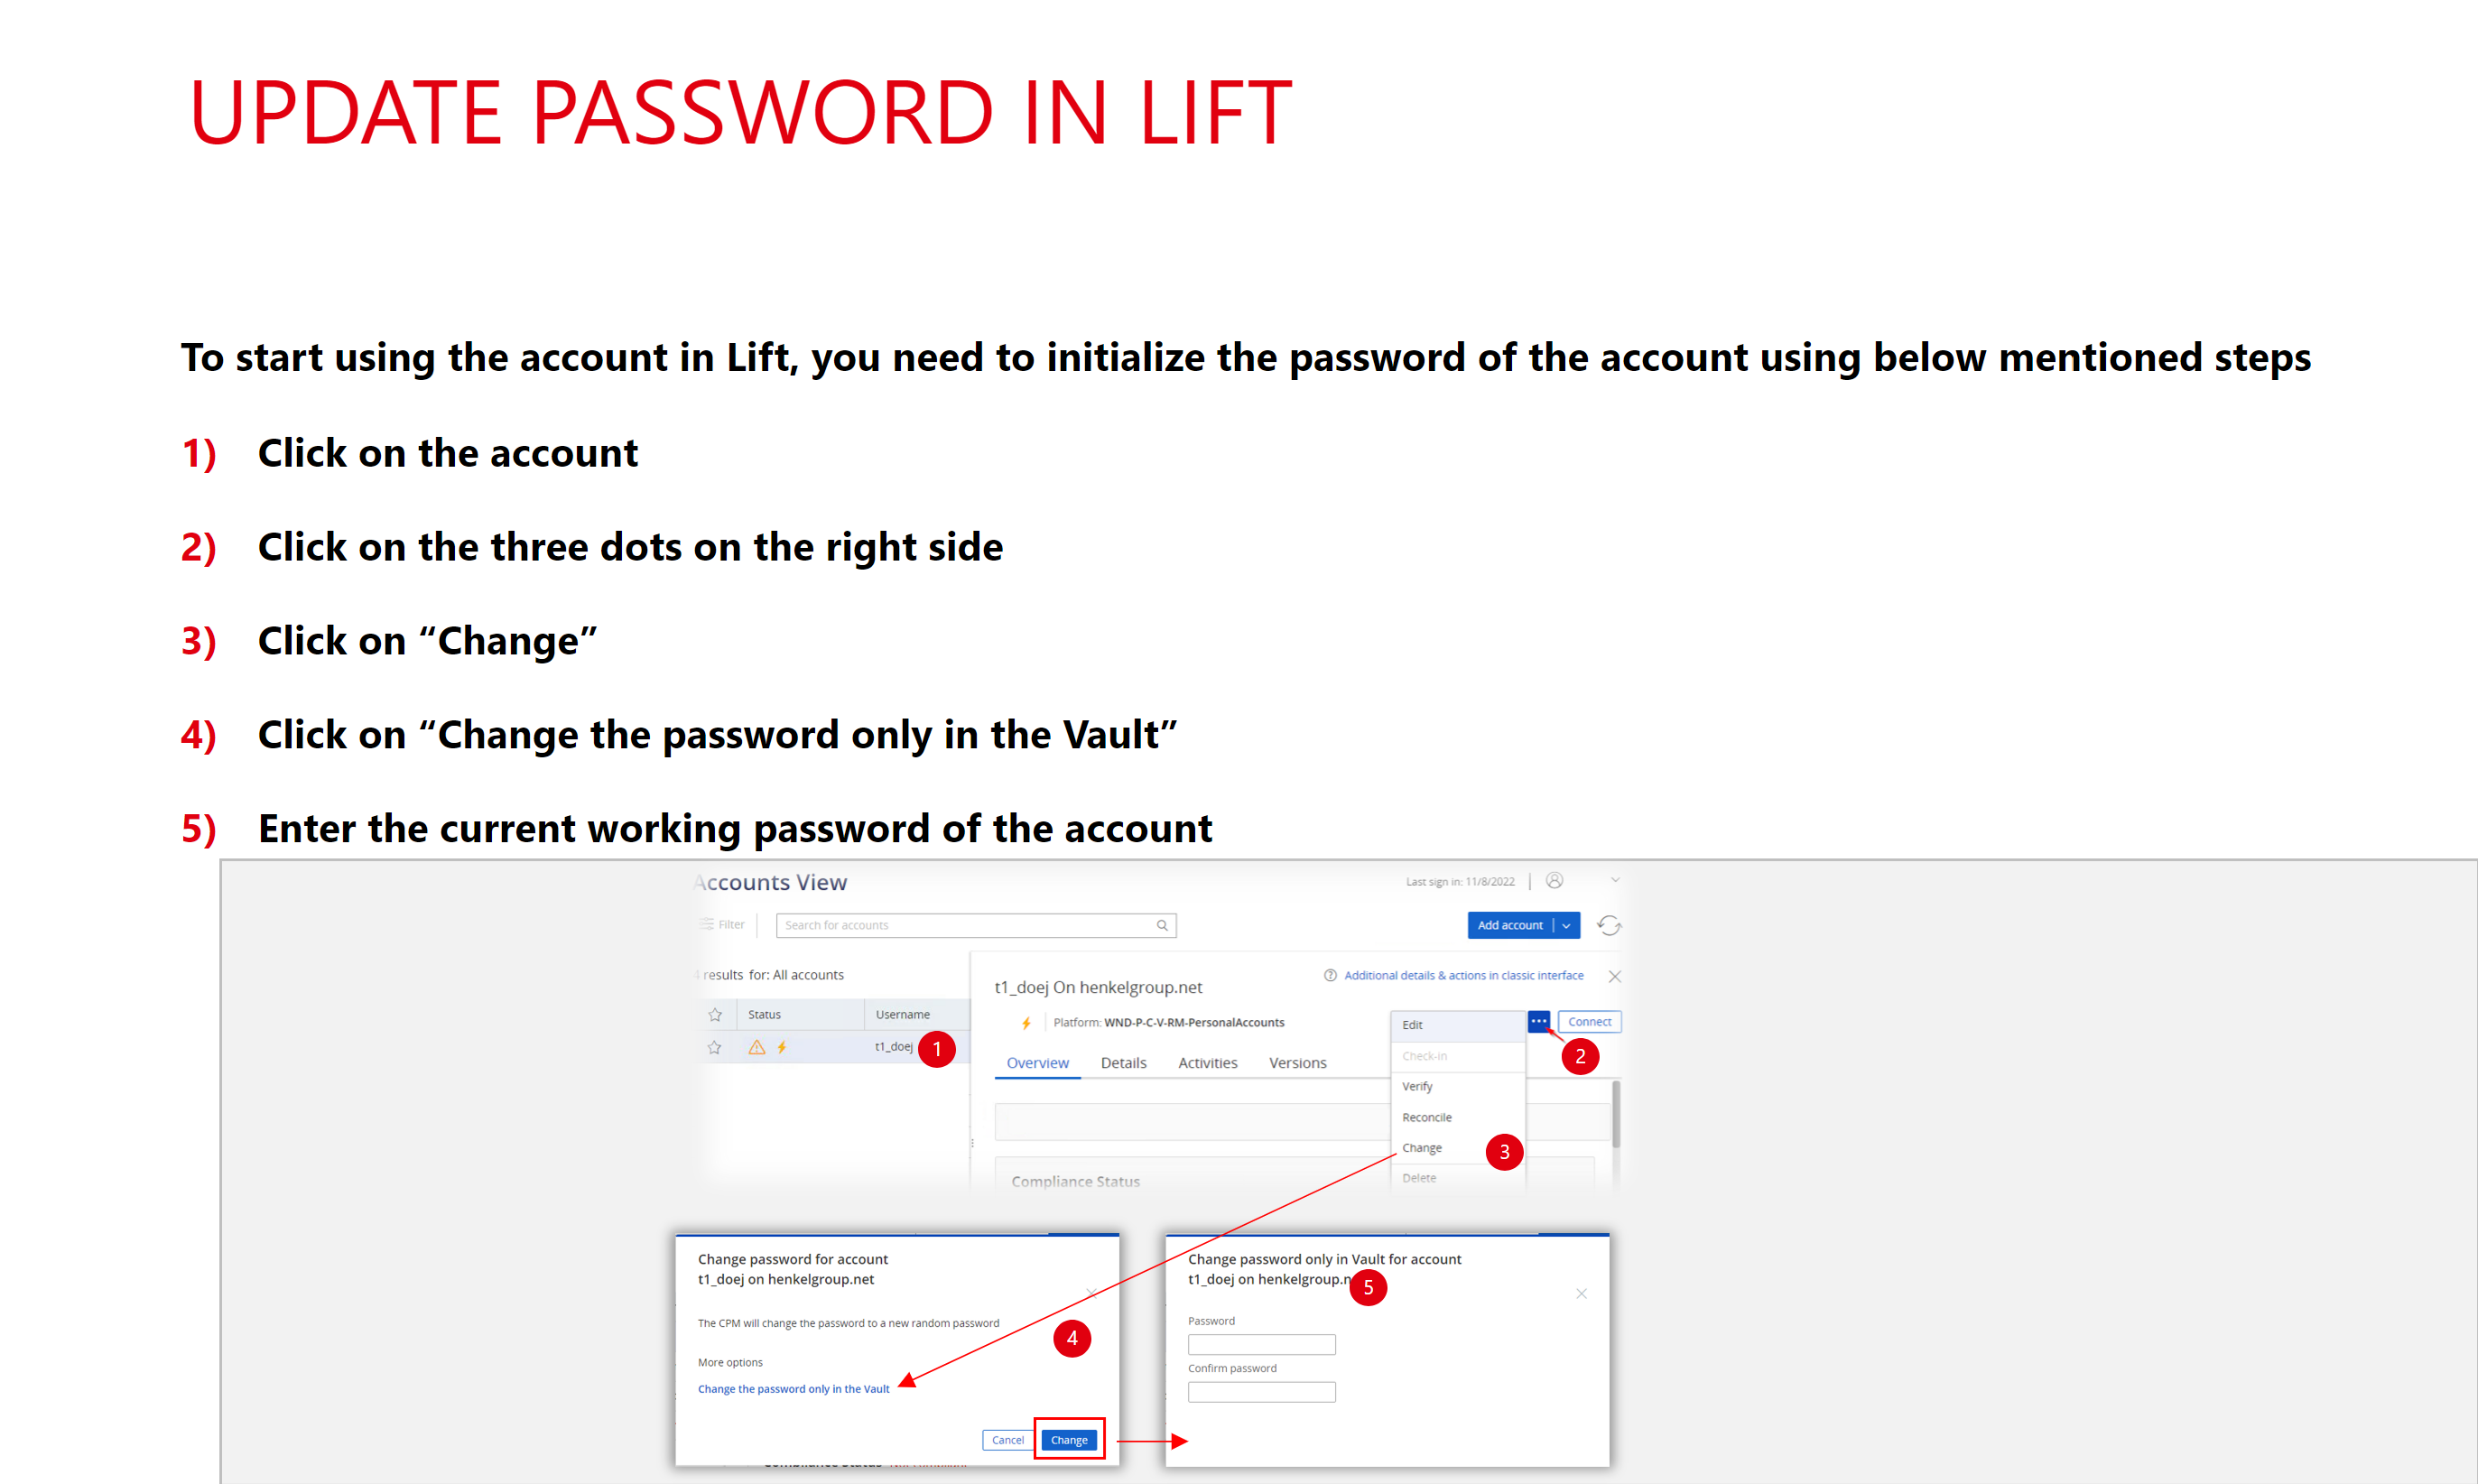 UPDATE PASSWORD IN LIFT
To start using the account in Lift, you need to initialize the password of the account using below mentioned steps
1) Click on the account
2) Click on the three dots on the right side
3) Click on “Change”
4) Click on “Change the password only in the Vault”
5) Enter the current working password of the account
Accounts View
Last sign in: 11/8/2022
Filter
Search for accounts
Add account
results for: All accounts
Additional details & actions in classic interface
t1_doej On henkelgroup.net
Status
Username
Platform: WND-P-C-V-RM-PersonalAccounts
Edit
Connect
t1_doej
1
Check-in
2
Overview
Details
Activities
Versions
Verify
Reconcile
Change
3
Compliance Status
Delete
Change password for account
t1_doej on henkelgroup.net
The CPM will change the password to a new random password
4
More options
Change the password only in the Vault
Cancel
Change
Change password only in Vault for account
t1_doej on henkelgroup.n
5
Password
Confirm password